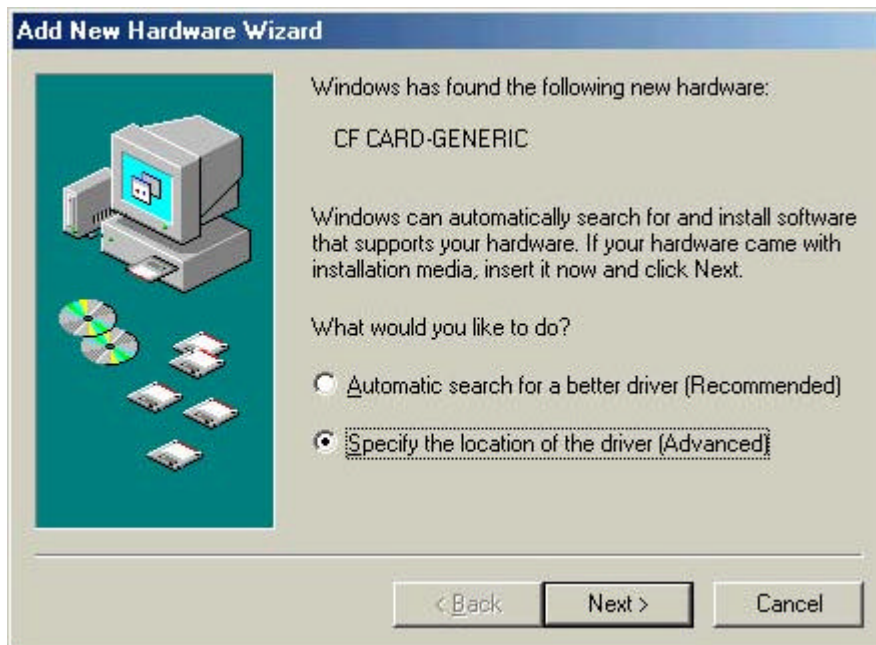 Add New Hardware Wizard
Windows has found the following new hardware:
CF CARD-GENERIC
Windows can automatically search for and install software
that supports your hardware. If your hardware came with
installation media, insert it now and click Next.
What would you like to do?
Automatic search for a better driver (Recommended)
Specify the location of the driver (Advanced)
< Back
Next >
Cancel